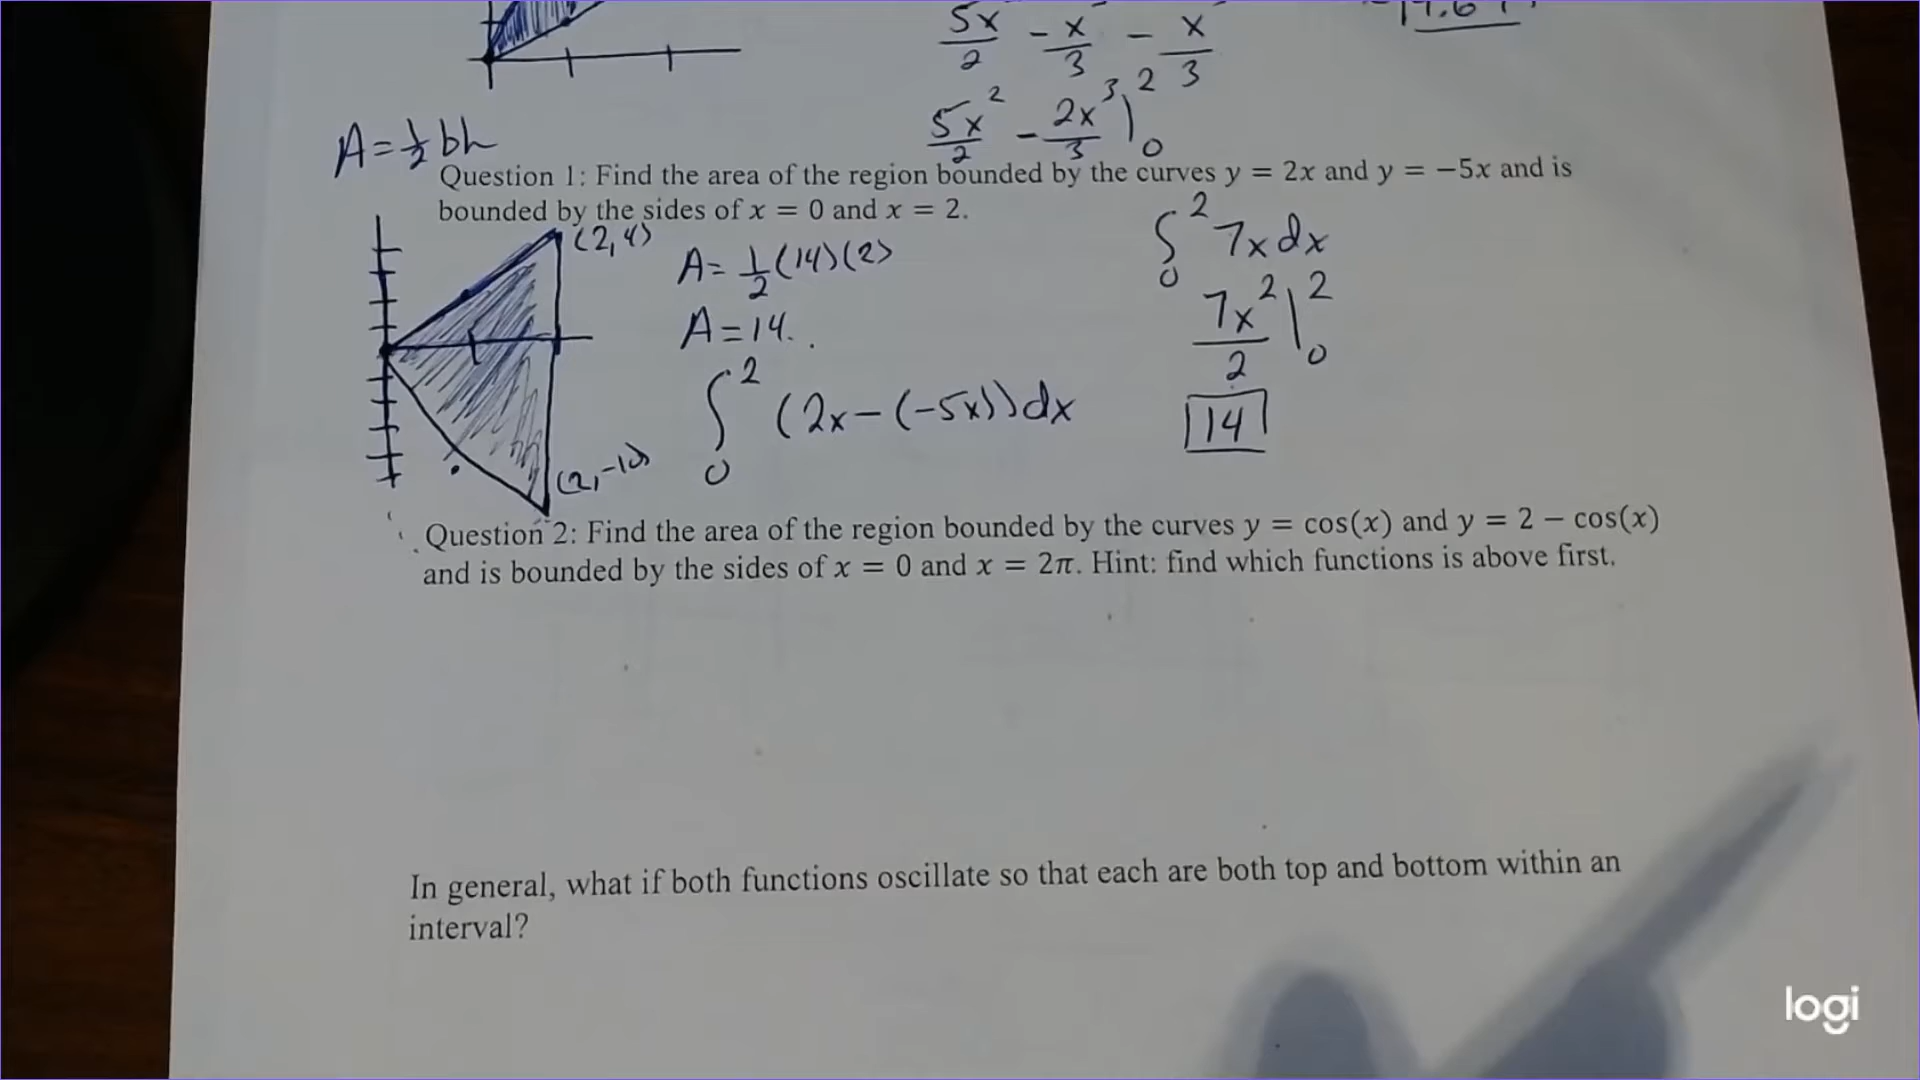 5x/2 - x/3 - x/3
5x²/2 - 2x³/3 |₀²
A = ½ bh
Question 1: Find the area of the region bounded by the curves y = 2x and y = −5x and is
bounded by the sides of x = 0 and x = 2.
(2,4)
A = ½(14)(2)
A = 14.
∫₀² (2x − (−5x))dx
(2,−10)
∫₀² 7x dx
7x²/2 |₀²
14
Question 2: Find the area of the region bounded by the curves y = cos(x) and y = 2 − cos(x)
and is bounded by the sides of x = 0 and x = 2π. Hint: find which functions is above first.
In general, what if both functions oscillate so that each are both top and bottom within an
interval?
logi